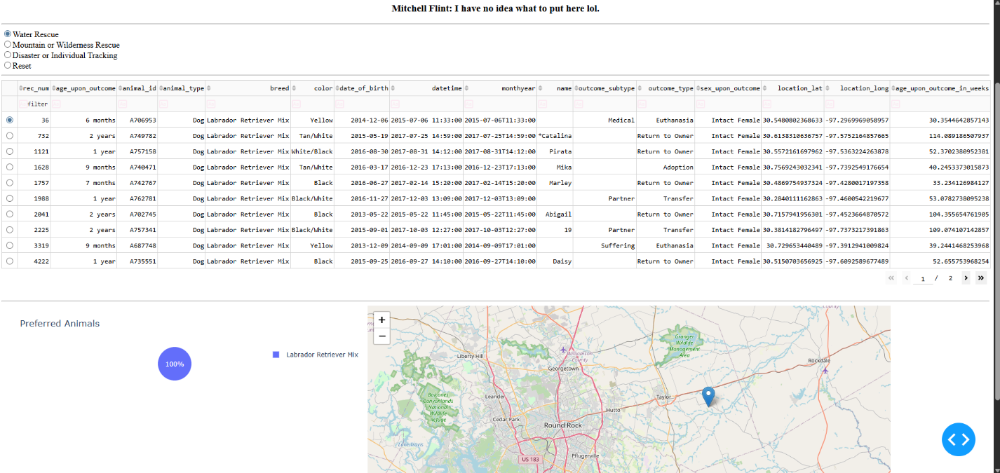 Mitchell Flint: I have no idea what to put here lol.
Water Rescue
Mountain or Wilderness Rescue
Disaster or Individual Tracking
Reset
rec_num age_upon_outcome animal_id animal_type breed color date_of_birth datetime monthyear name outcome_subtype outcome_type sex_upon_outcome location_lat location_long age_upon_outcome_in_weeks
filter
36 6 months A706953 Dog Labrador Retriever Mix Yellow 2014-12-06 2015-07-06 11:33:00 2015-07-06T11:33:00 Medical Euthanasia Intact Female 30.5480802368633 -97.2969969058957 30.3544642857143
732 2 years A749782 Dog Labrador Retriever Mix Tan/White 2015-05-19 2017-07-25 14:59:00 2017-07-25T14:59:00 *Catalina Return to Owner Intact Female 30.6138310636757 -97.5752164857665 114.089186507937
1121 1 year A757158 Dog Labrador Retriever Mix White/Black 2016-08-30 2017-08-31 14:12:00 2017-08-31T14:12:00 Pirata Return to Owner Intact Female 30.5572161697962 -97.5363224263878 52.3702380952381
1628 9 months A740471 Dog Labrador Retriever Mix Tan/White 2016-03-17 2016-12-23 17:13:00 2016-12-23T17:13:00 Mika Adoption Intact Female 30.7569243032341 -97.7392549176654 40.2453373015873
1757 7 months A742767 Dog Labrador Retriever Mix Black 2016-06-27 2017-02-14 15:20:00 2017-02-14T15:20:00 Marley Return to Owner Intact Female 30.4869754937324 -97.4280017197358 33.234126984127
1988 1 year A762781 Dog Labrador Retriever Mix Black/White 2016-11-27 2017-12-03 13:09:00 2017-12-03T13:09:00 Partner Transfer Intact Female 30.2840111162863 -97.4600542219677 53.0782738095238
2041 2 years A702745 Dog Labrador Retriever Mix Black 2013-05-22 2015-05-22 11:45:00 2015-05-22T11:45:00 Abigail Return to Owner Intact Female 30.7157941956301 -97.4523664870572 104.355654761905
2225 2 years A757341 Dog Labrador Retriever Mix Black/White 2015-09-01 2017-10-03 12:27:00 2017-10-03T12:27:00 19 Partner Transfer Intact Female 30.3814182796497 -97.7373217391863 109.074107142857
3319 9 months A687748 Dog Labrador Retriever Mix Yellow 2013-12-09 2014-09-09 17:01:00 2014-09-09T17:01:00 Suffering Euthanasia Intact Female 30.729653440489 -97.3912941009824 39.2441468253968
4222 1 year A735551 Dog Labrador Retriever Mix Black 2015-09-25 2016-09-27 14:10:00 2016-09-27T14:10:00 Daisy Return to Owner Intact Female 30.5150703656925 -97.6092589677489 52.655753968254
1 / 2
Preferred Animals
100%
Labrador Retriever Mix
+
−
County
Granger
Wildlife
Management
Area
Liberty Hill
Williamson
County
Georgetown
Rockdale
Balcones
Canyonlands
National
Wildlife
Refuge
Leander
Taylor
Hutto
Cedar Park
Round Rock
Lake Travis
Pflugerville
US 183